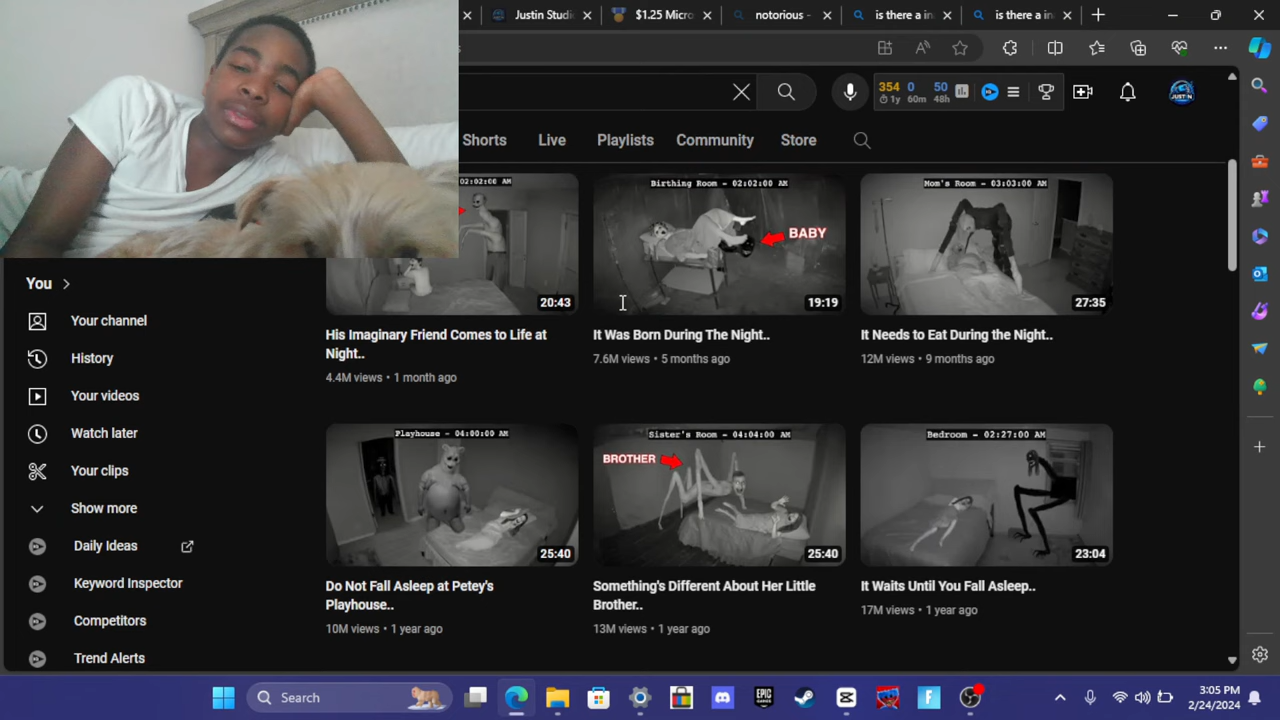 Justin Studi
$1.25 Micro
notorious -
is there a in
is there a in
354 0 50
1y 60m 48h
JUSTIN
Shorts
Live
Playlists
Community
Store
02:02:00 AM
Birthing Room - 02:02:00 AM
BABY
Mom's Room - 03:03:00 AM
20:43
19:19
27:35
His Imaginary Friend Comes to Life at
Night..
4.4M views • 1 month ago
It Was Born During The Night..
7.6M views • 5 months ago
It Needs to Eat During the Night..
12M views • 9 months ago
You
Your channel
History
Your videos
Watch later
Your clips
Show more
Daily Ideas
Keyword Inspector
Competitors
Trend Alerts
Playhouse - 04:00:00 AM
Sister's Room - 04:04:00 AM
BROTHER
Bedroom - 02:27:00 AM
25:40
25:40
23:04
Do Not Fall Asleep at Petey's
Playhouse..
10M views • 1 year ago
Something's Different About Her Little
Brother..
13M views • 1 year ago
It Waits Until You Fall Asleep..
17M views • 1 year ago
Search
EPIC
GAMES
3:05 PM
2/24/2024